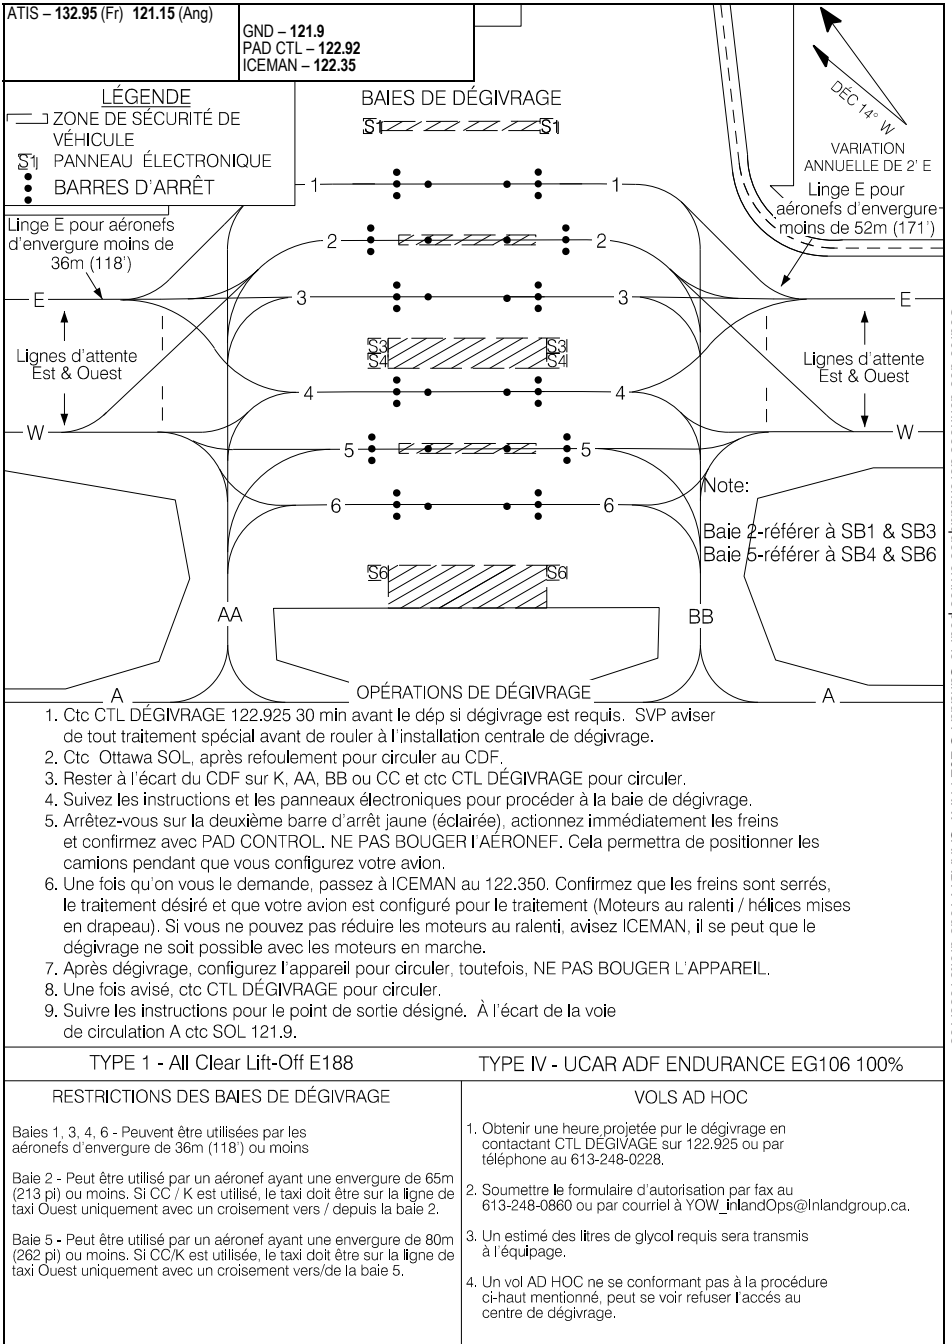 ATIS – 132.95 (Fr) 121.15 (Ang)
GND – 121.9
PAD CTL – 122.92
ICEMAN – 122.35
LÉGENDE
ZONE DE SÉCURITÉ DE
VÉHICULE
S1 PANNEAU ÉLECTRONIQUE
BARRES D'ARRÊT
BAIES DE DÉGIVRAGE
S1 S1
DÉC 14° W
VARIATION
ANNUELLE DE 2' E
Linge E pour
aéronefs
d'envergure
moins de 52m (171')
Linge E pour aéronefs
d'envergure moins de
36m (118')
1 1
2 2
E 3 3 E
Lignes d'attente
Est & Ouest
S3 S3
S4 S4
Lignes d'attente
Est & Ouest
4 4
W W
5 5
6 6
Note:
Baie 2-référer à SB1 & SB3
Baie 5-référer à SB4 & SB6
S6 S6
AA BB
A A
OPÉRATIONS DE DÉGIVRAGE
1. Ctc CTL DÉGIVRAGE 122.925 30 min avant le dép si dégivrage est requis. SVP aviser
de tout traitement spécial avant de rouler à l'installation centrale de dégivrage.
2. Ctc Ottawa SOL, après refoulement pour circuler au CDF.
3. Rester à l'écart du CDF sur K, AA, BB ou CC et ctc CTL DÉGIVRAGE pour circuler.
4. Suivez les instructions et les panneaux électroniques pour procéder à la baie de dégivrage.
5. Arrêtez-vous sur la deuxième barre d'arrêt jaune (éclairée), actionnez immédiatement les freins
et confirmez avec PAD CONTROL. NE PAS BOUGER l'AÉRONEF. Cela permettra de positionner les
camions pendant que vous configurez votre avion.
6. Une fois qu'on vous le demande, passez à ICEMAN au 122.350. Confirmez que les freins sont serrés,
le traitement désiré et que votre avion est configuré pour le traitement (Moteurs au ralenti / hélices mises
en drapeau). Si vous ne pouvez pas réduire les moteurs au ralenti, avisez ICEMAN, il se peut que le
dégivrage ne soit possible avec les moteurs en marche.
7. Après dégivrage, configurez l'appareil pour circuler, toutefois, NE PAS BOUGER L'APPAREIL.
8. Une fois avisé, ctc CTL DÉGIVRAGE pour circuler.
9. Suivre les instructions pour le point de sortie désigné. À l'écart de la voie
de circulation A ctc SOL 121.9.
TYPE 1 - All Clear Lift-Off E188
TYPE IV - UCAR ADF ENDURANCE EG106 100%
RESTRICTIONS DES BAIES DE DÉGIVRAGE
Baies 1, 3, 4, 6 - Peuvent être utilisées par les
aéronefs d'envergure de 36m (118') ou moins
Baie 2 - Peut être utilisé par un aéronef ayant une envergure de 65m
(213 pi) ou moins. Si CC / K est utilisé, le taxi doit être sur la ligne de
taxi Ouest uniquement avec un croisement vers / depuis la baie 2.
Baie 5 - Peut être utilisé par un aéronef ayant une envergure de 80m
(262 pi) ou moins. Si CC/K est utilisée, le taxi doit être sur la ligne de
taxi Ouest uniquement avec un croisement vers/de la baie 5.
VOLS AD HOC
1. Obtenir une heure projetée pur le dégivrage en
contactant CTL DÉGIVAGE sur 122.925 ou par
téléphone au 613-248-0228.
2. Soumettre le formulaire d'autorisation par fax au
613-248-0860 ou par courriel à YOW_inlandOps@Inlandgroup.ca.
3. Un estimé des litres de glycol requis sera transmis
à l'équipage.
4. Un vol AD HOC ne se conformant pas à la procédure
ci-haut mentionné, peut se voir refuser l'accés au
centre de dégivrage.